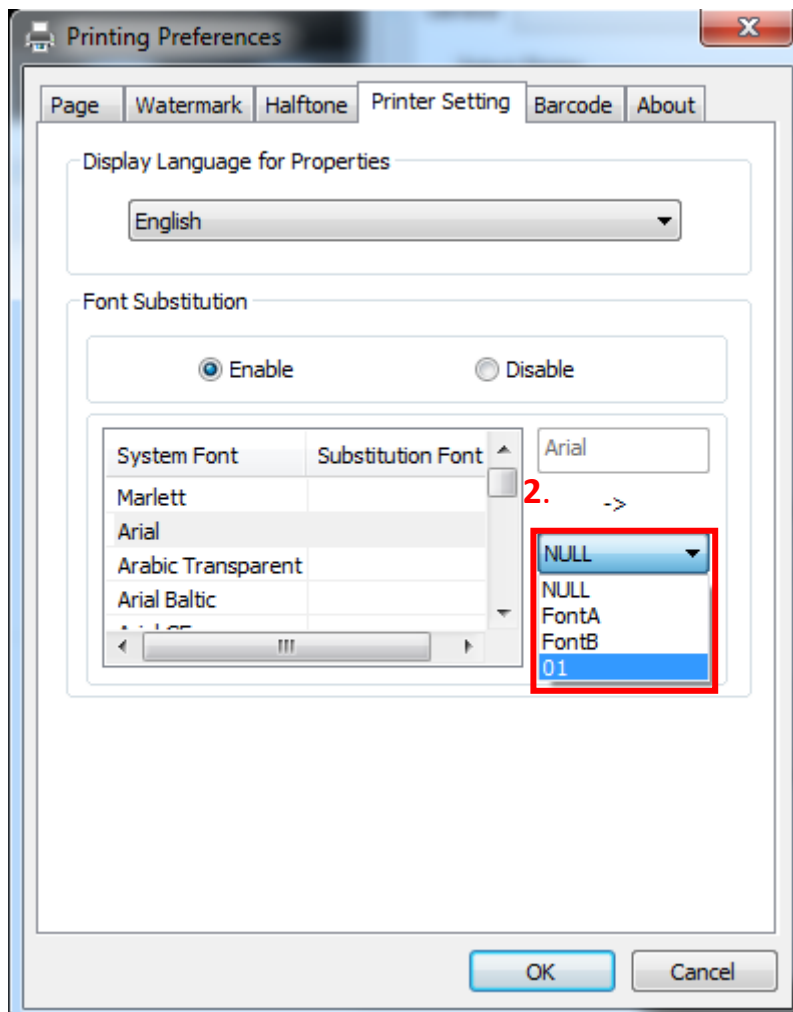 Printing Preferences
Page Watermark Halftone Printer Setting Barcode About
Display Language for Properties
English
Font Substitution
Enable Disable
System Font Substitution Font
Marlett
Arial
Arabic Transparent
Arial Baltic
Arial
2.
->
NULL
NULL
FontA
FontB
01
OK Cancel